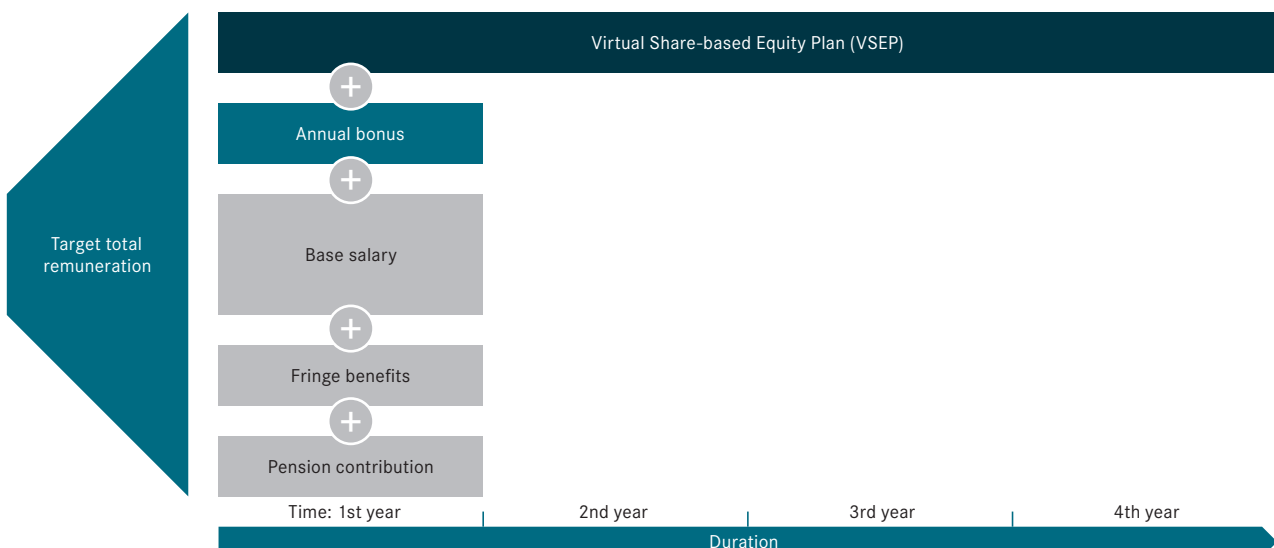 Virtual Share-based Equity Plan (VSEP)
+
Annual bonus
+
Target total
remuneration
Base salary
+
Fringe benefits
+
Pension contribution
Time: 1st year
2nd year
3rd year
4th year
Duration